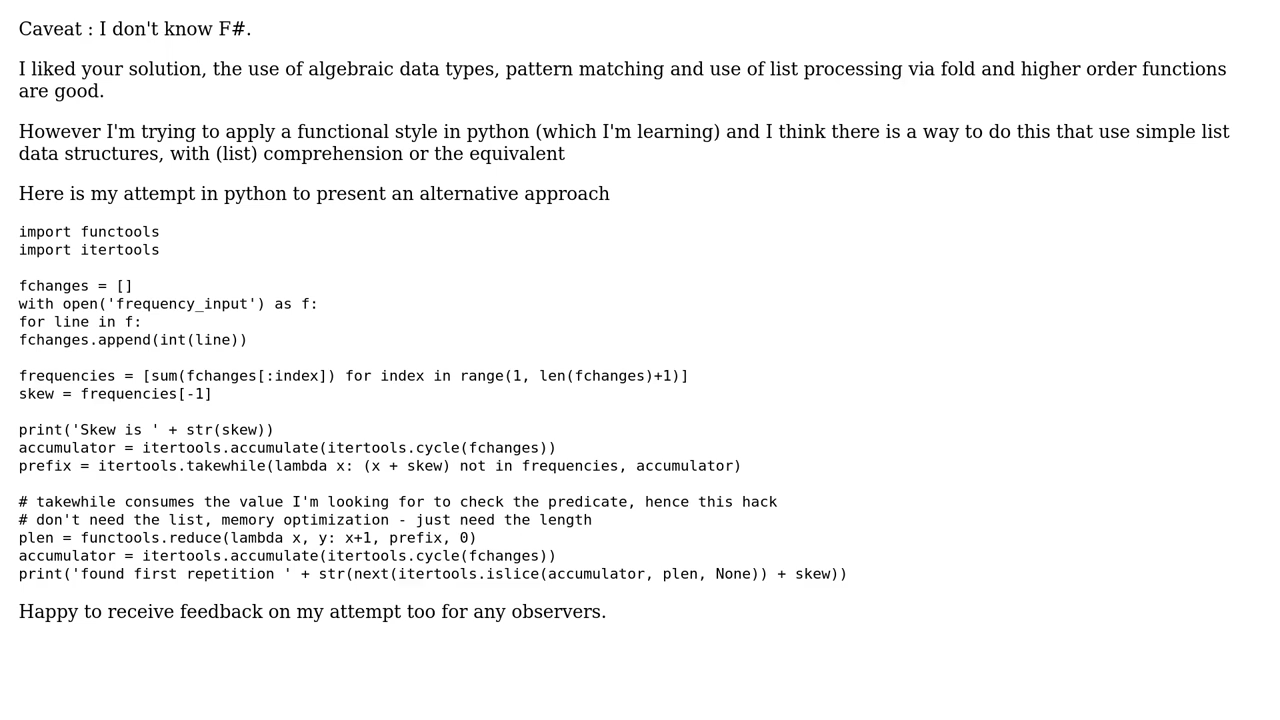 Caveat : I don't know F#.
I liked your solution, the use of algebraic data types, pattern matching and use of list processing via fold and higher order functions
are good.
However I'm trying to apply a functional style in python (which I'm learning) and I think there is a way to do this that use simple list
data structures, with (list) comprehension or the equivalent
Here is my attempt in python to present an alternative approach
import functools
import itertools
fchanges = []
with open('frequency_input') as f:
for line in f:
fchanges.append(int(line))
frequencies = [sum(fchanges[:index]) for index in range(1, len(fchanges)+1)]
skew = frequencies[-1]
print('Skew is ' + str(skew))
accumulator = itertools.accumulate(itertools.cycle(fchanges))
prefix = itertools.takewhile(lambda x: (x + skew) not in frequencies, accumulator)
# takewhile consumes the value I'm looking for to check the predicate, hence this hack
# don't need the list, memory optimization - just need the length
plen = functools.reduce(lambda x, y: x+1, prefix, 0)
accumulator = itertools.accumulate(itertools.cycle(fchanges))
print('found first repetition ' + str(next(itertools.islice(accumulator, plen, None)) + skew))
Happy to receive feedback on my attempt too for any observers.